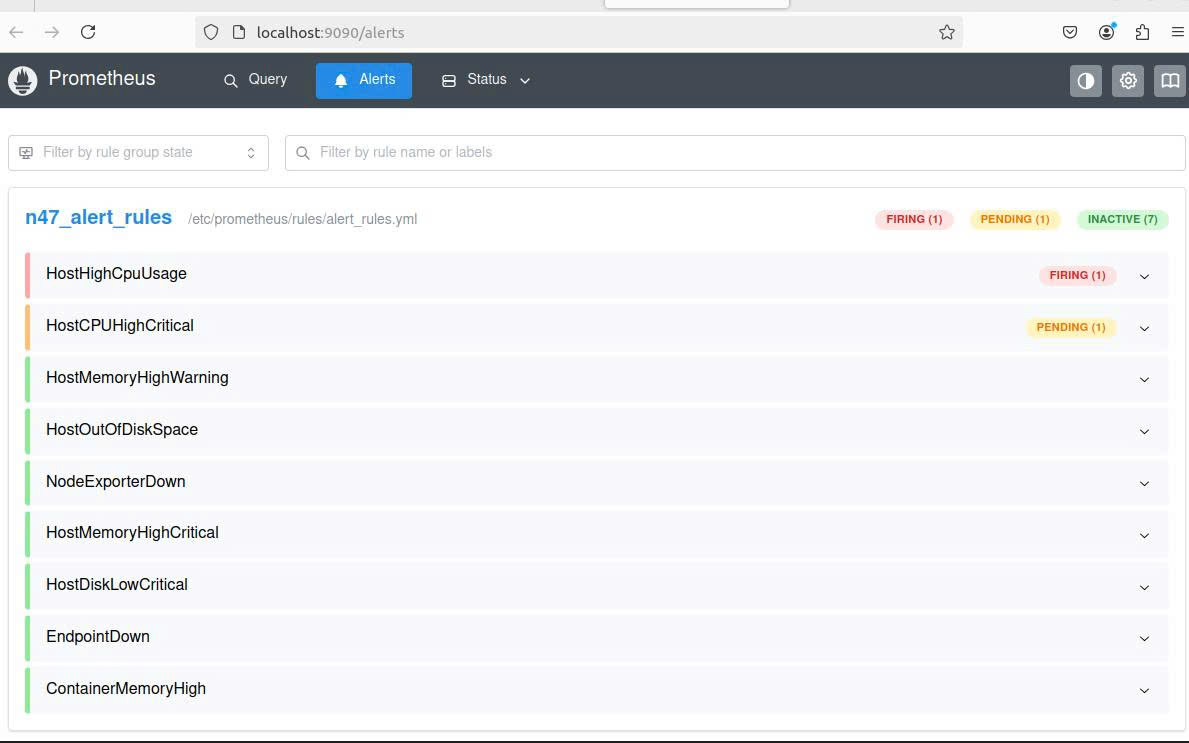 localhost:9090/alerts
Prometheus Query Alerts Status
Filter by rule group state Filter by rule name or labels
n47_alert_rules /etc/prometheus/rules/alert_rules.yml FIRING (1) PENDING (1) INACTIVE (7)
HostHighCpuUsage FIRING (1)
HostCPUHighCritical PENDING (1)
HostMemoryHighWarning
HostOutOfDiskSpace
NodeExporterDown
HostMemoryHighCritical
HostDiskLowCritical
EndpointDown
ContainerMemoryHigh